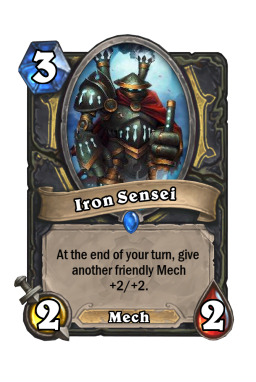 3
Iron Sensei
At the end of your turn, give
another friendly Mech
+2/+2.
2
Mech
2